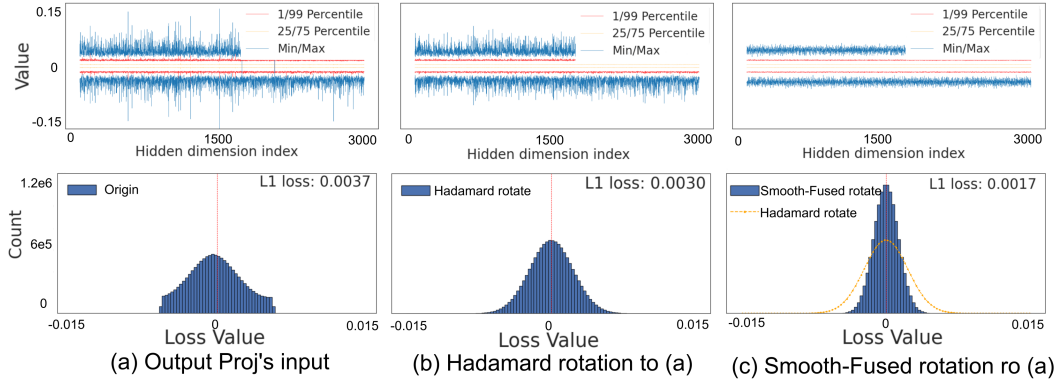 0.15
0
-0.15
Value
1/99 Percentile
25/75 Percentile
Min/Max
0
1500
3000
Hidden dimension index
1/99 Percentile
25/75 Percentile
Min/Max
0
1500
3000
Hidden dimension index
1/99 Percentile
25/75 Percentile
Min/Max
0
1500
3000
Hidden dimension index
1.2e6
6e5
0
Count
Origin
L1 loss: 0.0037
-0.015
0
0.015
Loss Value
Hadamard rotate
L1 loss: 0.0030
-0.015
0
0.015
Loss Value
Smooth-Fused rotate
Hadamard rotate
L1 loss: 0.0017
-0.015
0
0.015
Loss Value
(a) Output Proj's input
(b) Hadamard rotation to (a)
(c) Smooth-Fused rotation ro (a)